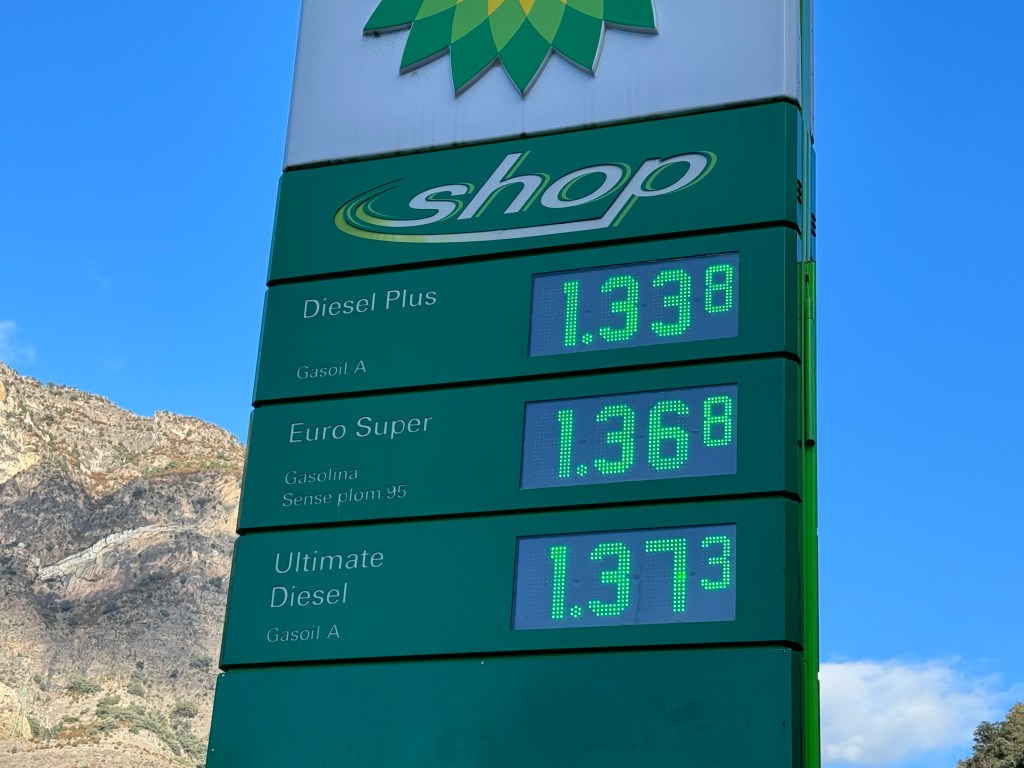 shop
Diesel Plus
1.338
Gasoil A
Euro Super
1.368
Gasolina
Sense plom 95
Ultimate
Diesel
1.373
Gasoil A